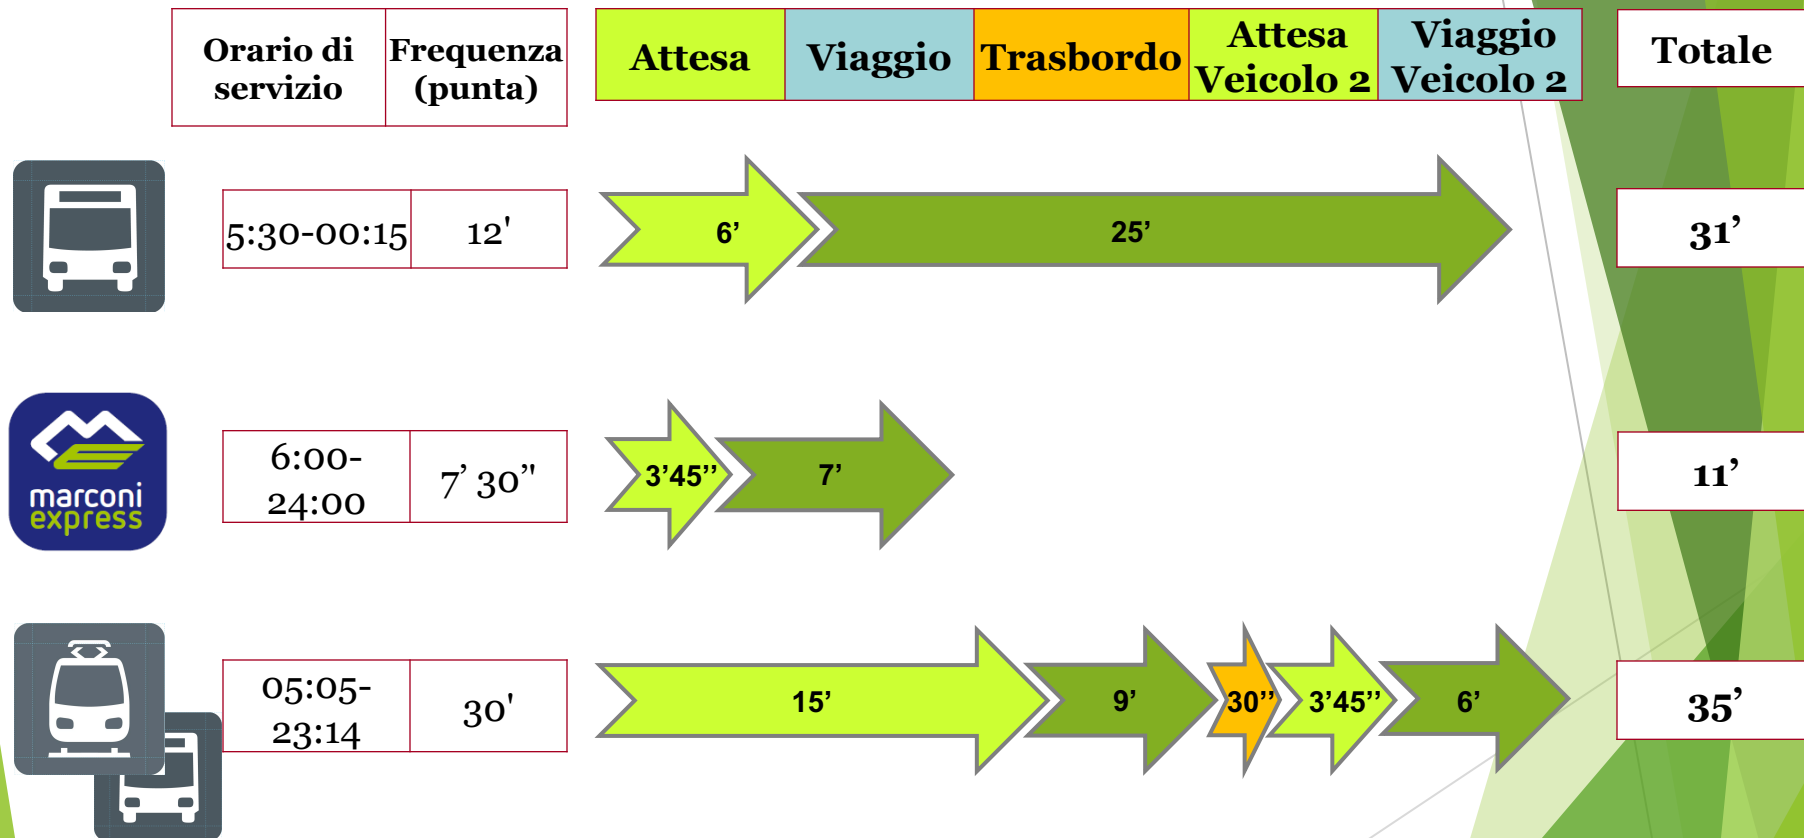 Orario di servizio
Frequenza (punta)
Attesa
Viaggio
Trasbordo
Attesa Veicolo 2
Viaggio Veicolo 2
Totale
5:30-00:15
12'
6’
25’
31’
marconi
express
6:00-
24:00
7’ 30”
3’45’’
7’
11’
05:05-
23:14
30'
15’
9’
30’’
3’45’’
6’
35’